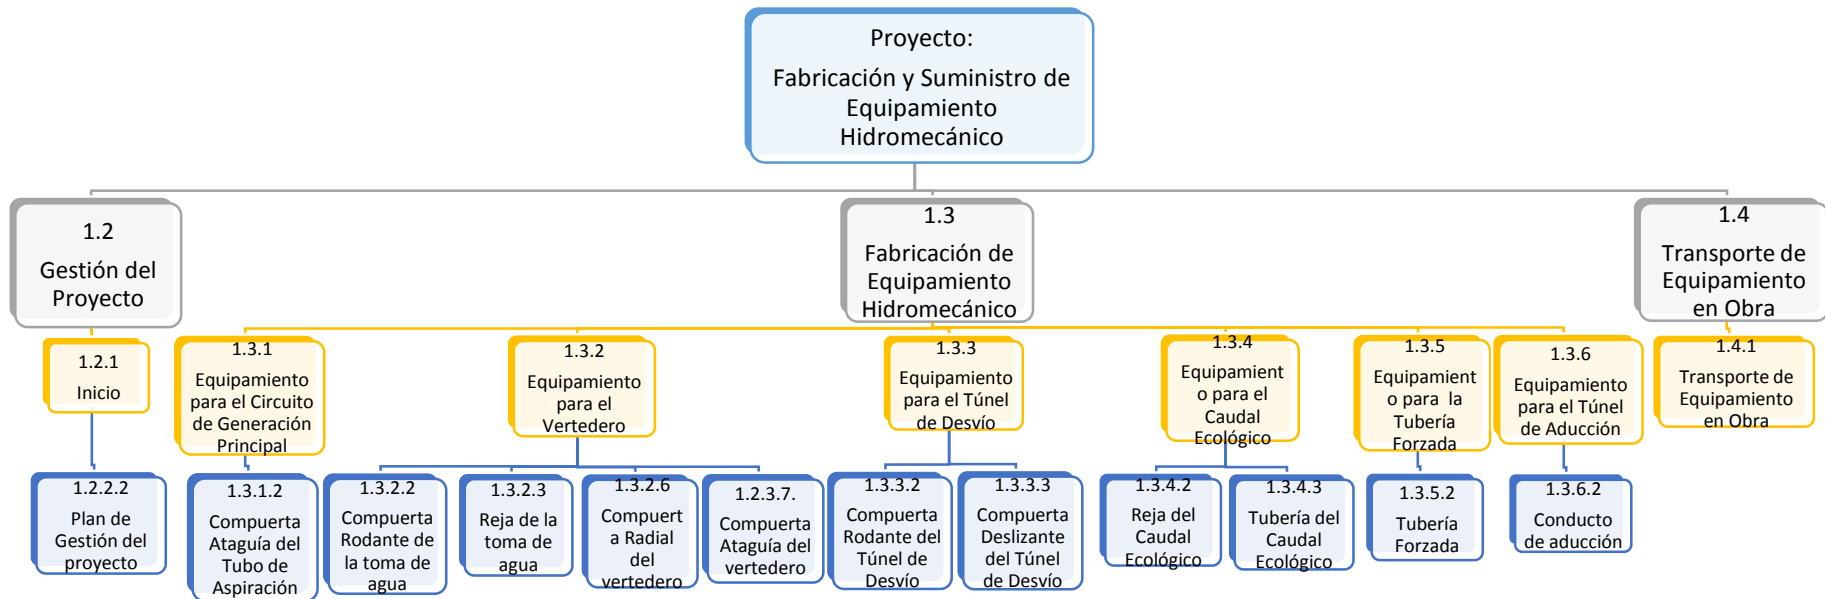 Proyecto:
Fabricación y Suministro de
Equipamiento
Hidromecánico
1.2
Gestión del
Proyecto
1.3
Fabricación de
Equipamiento
Hidromecánico
1.4
Transporte de
Equipamiento
en Obra
1.2.1
Inicio
1.3.1
Equipamiento
para el Circuito
de Generación
Principal
1.3.2
Equipamiento
para el
Vertedero
1.3.3
Equipamiento
para el Túnel
de Desvío
1.3.4
Equipamient
o para el
Caudal
Ecológico
1.3.5
Equipamient
o para la
Tubería
Forzada
1.3.6
Equipamiento
para el Túnel
de Aducción
1.4.1
Transporte de
Equipamiento
en Obra
1.2.2.2
Plan de
Gestión del
proyecto
1.3.1.2
Compuerta
Ataguía del
Tubo de
Aspiración
1.3.2.2
Compuerta
Rodante de
la toma de
agua
1.3.2.3
Reja de la
toma de
agua
1.3.2.6
Compuert
a Radial
del
vertedero
1.2.3.7.
Compuerta
Ataguía del
vertedero
1.3.3.2
Compuerta
Rodante del
Túnel de
Desvío
1.3.3.3
Compuerta
Deslizante
del Túnel
de Desvío
1.3.4.2
Reja del
Caudal
Ecológico
1.3.4.3
Tubería del
Caudal
Ecológico
1.3.5.2
Tubería
Forzada
1.3.6.2
Conducto
de aducción